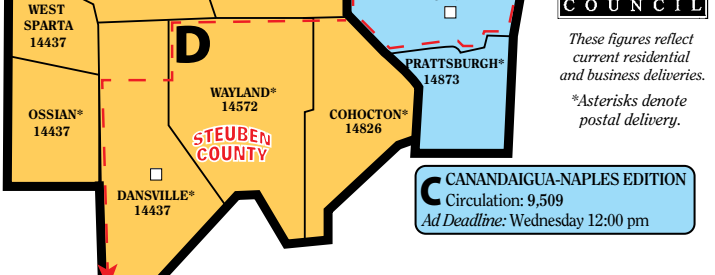 WEST
SPARTA
14437
COUNCIL
These figures reflect
current residential
and business deliveries.
*Asterisks denote
postal delivery.
D
PRATTSBURGH*
14873
WAYLAND*
14572
OSSIAN*
14437
COHOCTON*
14826
STEUBEN
COUNTY
DANSVILLE*
14437
C CANANDAIGUA-NAPLES EDITION
Circulation: 9,509
Ad Deadline: Wednesday 12:00 pm